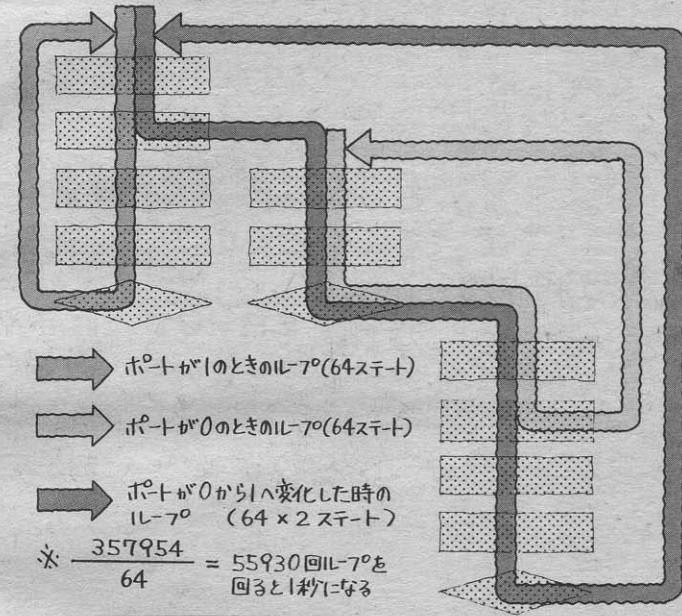 ポートが1のときのループ(64ステート)
ポートが0のときのループ(64ステート)
ポートが0から1へ変化した時の
ループ (64×2ステート)
※ 357954
64
= 55930回ループを
回ると1秒になる